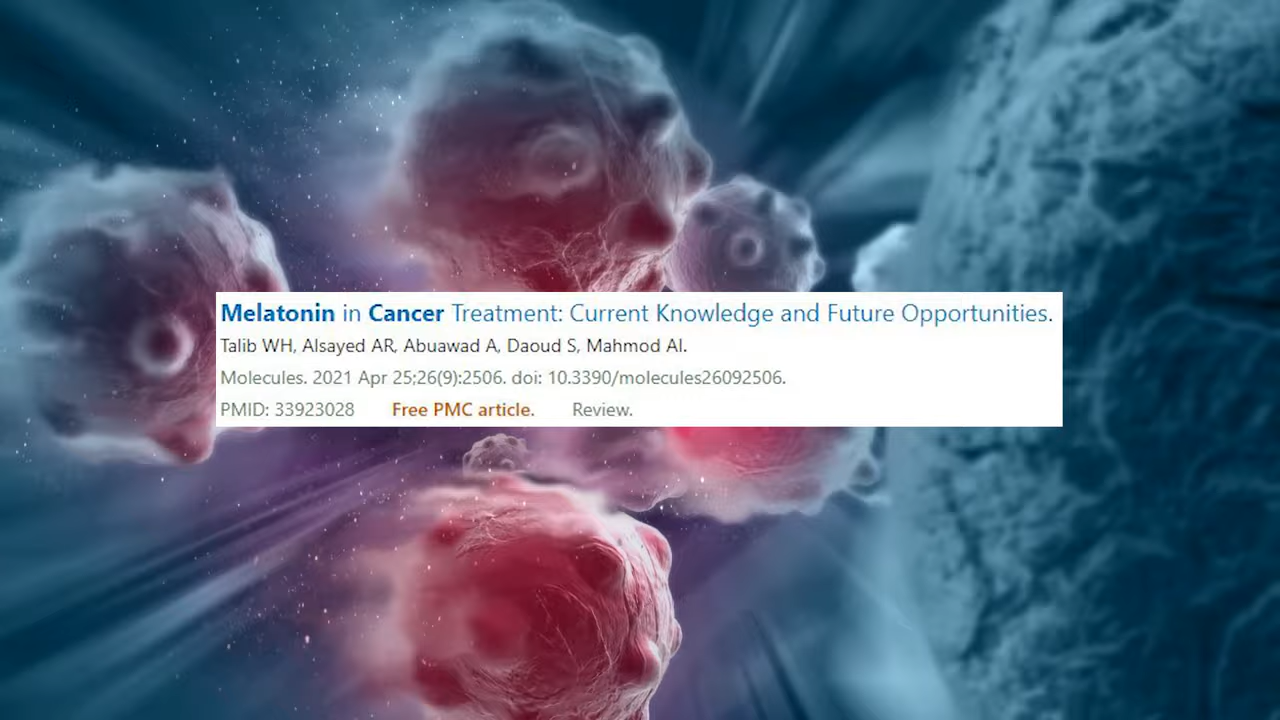 Melatonin in Cancer Treatment: Current Knowledge and Future Opportunities.
Talib WH, Alsayed AR, Abuawad A, Daoud S, Mahmod AI.
Molecules. 2021 Apr 25;26(9):2506. doi: 10.3390/molecules26092506.
PMID: 33923028 Free PMC article. Review.